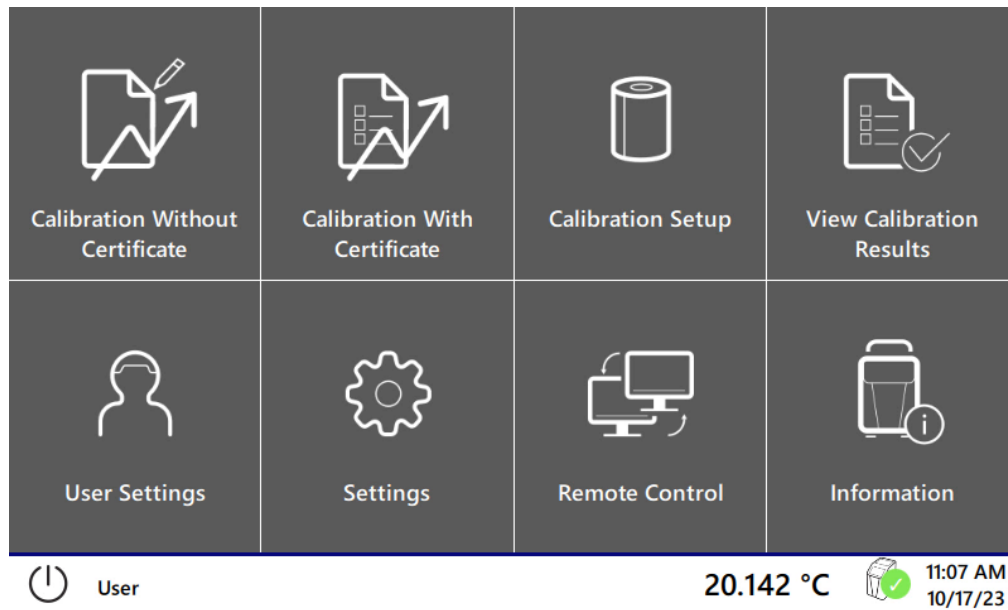 Calibration Without
Certificate
Calibration With
Certificate
Calibration Setup
View Calibration
Results
User Settings
Settings
Remote Control
Information
User
20.142 °C
11:07 AM
10/17/23